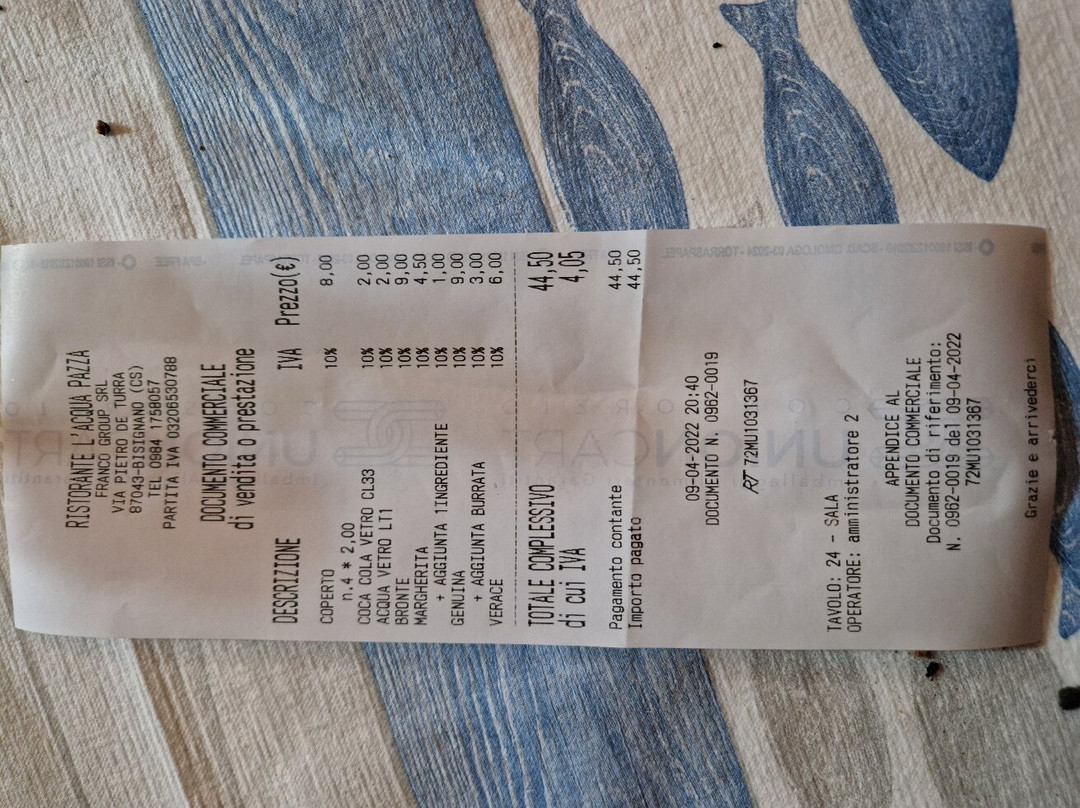 RISTORANTE L'ACQUA PAZZA
FRANCO GROUP SRL
VIA PIETRO DE TURRA
87043-BISIGNANO (CS)
TEL 0984 1758057
PARTITA IVA 03206530788
DOCUMENTO COMMERCIALE
di vendita o prestazione
DESCRIZIONE IVA Prezzo(€)
COPERTO 10% 8,00
n.4 * 2,00
COCA COLA VETRO CL33 10% 2,00
ACQUA VETRO LT1 10% 2,00
BRONTE 10% 9,00
MARGHERITA 10% 4,50
+ AGGIUNTA 1INGREDIENTE 10% 1,00
GENUINA 10% 9,00
+ AGGIUNTA BURRATA 10% 3,00
VERACE 10% 6,00
TOTALE COMPLESSIVO 44,50
di cui IVA 4,05
Pagamento contante 44,50
Importo pagato 44,50
09-04-2022 20:40
DOCUMENTO N. 0962-0019
RT 72MU1031367
TAVOLO: 24 - SALA
OPERATORE: amministratore 2
APPENDICE AL
DOCUMENTO COMMERCIALE
Documento di riferimento:
N. 0962-0019 del 09-04-2022
72MU1031367
Grazie e arrivederci